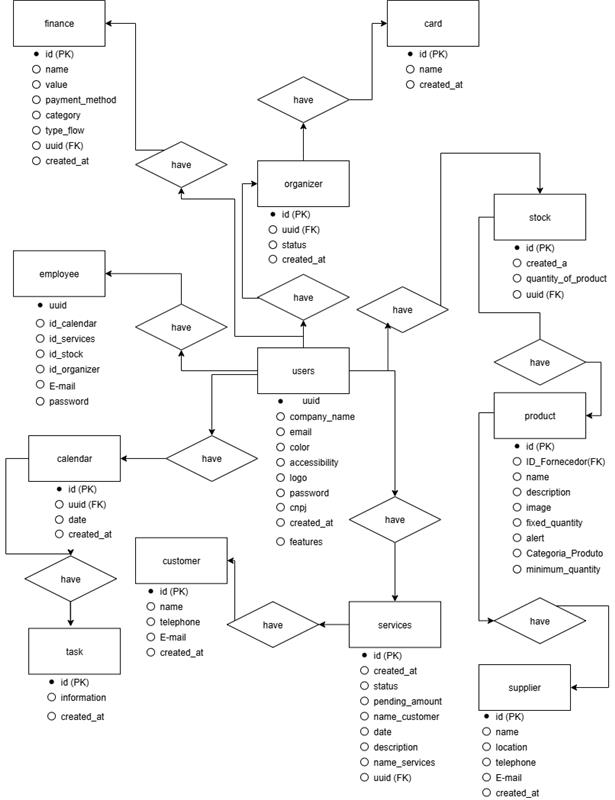 finance
id (PK)
name
value
payment_method
category
type_flow
uuid (FK)
created_at
card
id (PK)
name
created_at
have
have
organizer
id (PK)
uuid (FK)
status
created_at
stock
id (PK)
created_a
quantity_of_product
uuid (FK)
employee
uuid
id_calendar
id_services
id_stock
id_organizer
E-mail
password
have
have
have
have
users
uuid
company_name
email
color
accessibility
logo
password
cnpj
created_at
features
product
id (PK)
ID_Fornecedor(FK)
name
description
image
fixed_quantity
alert
Categoria_Produto
minimum_quantity
calendar
id (PK)
uuid (FK)
date
created_at
have
have
customer
id (PK)
name
telephone
E-mail
created_at
have
have
services
id (PK)
created_at
status
pending_amount
name_customer
date
description
name_services
uuid (FK)
have
task
id (PK)
information
created_at
supplier
id (PK)
name
location
telephone
E-mail
created_at